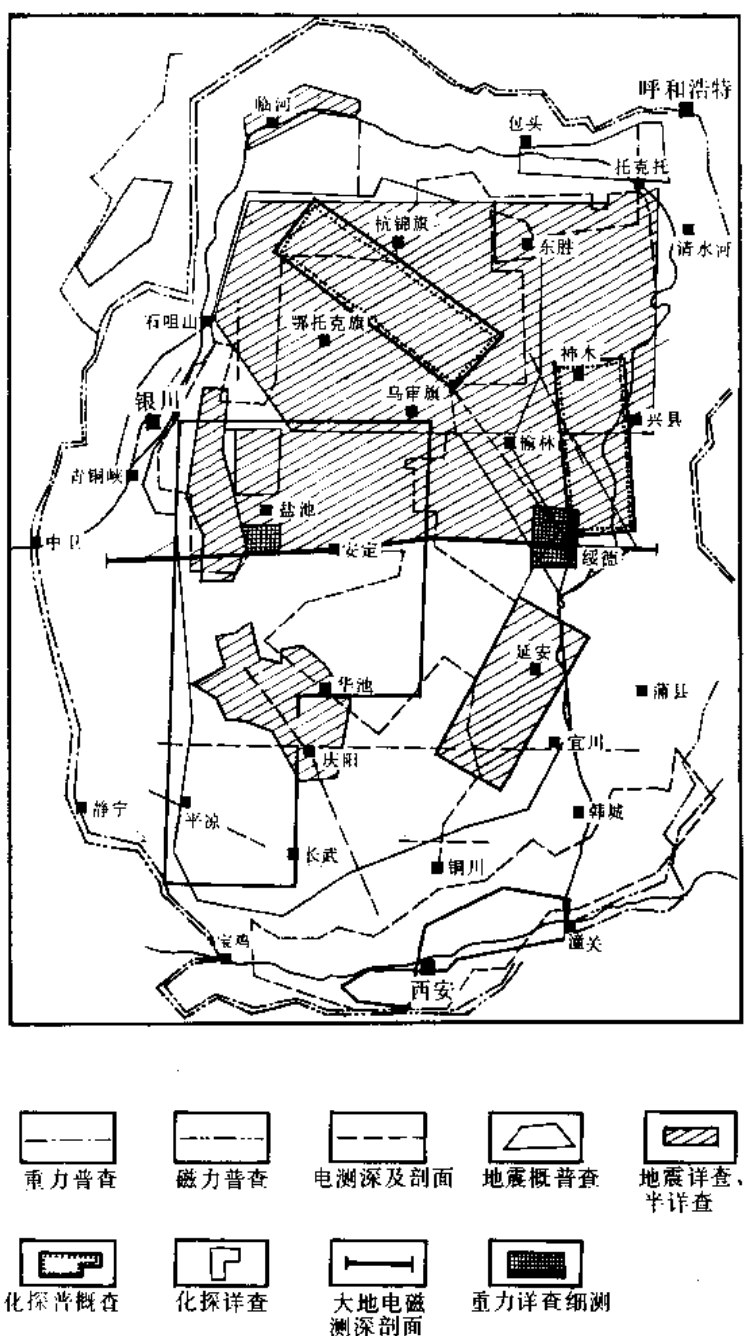 呼和浩特
临河
包头
托克托
杭锦旗
东胜
清水河
石咀山
鄂托克旗
神木
银川
乌审旗
兴县
榆林
青铜峡
盐池
中卫
安定
绥德
延安
华池
蒲县
庆阳
宜川
静宁
平凉
韩城
长武
铜川
宝鸡
潼关
西安
重力普查
磁力普查
电测深及剖面
地震概普查
地震详查、
半详查
化探普概查
化探详查
大地电磁
测深剖面
重力详查细测